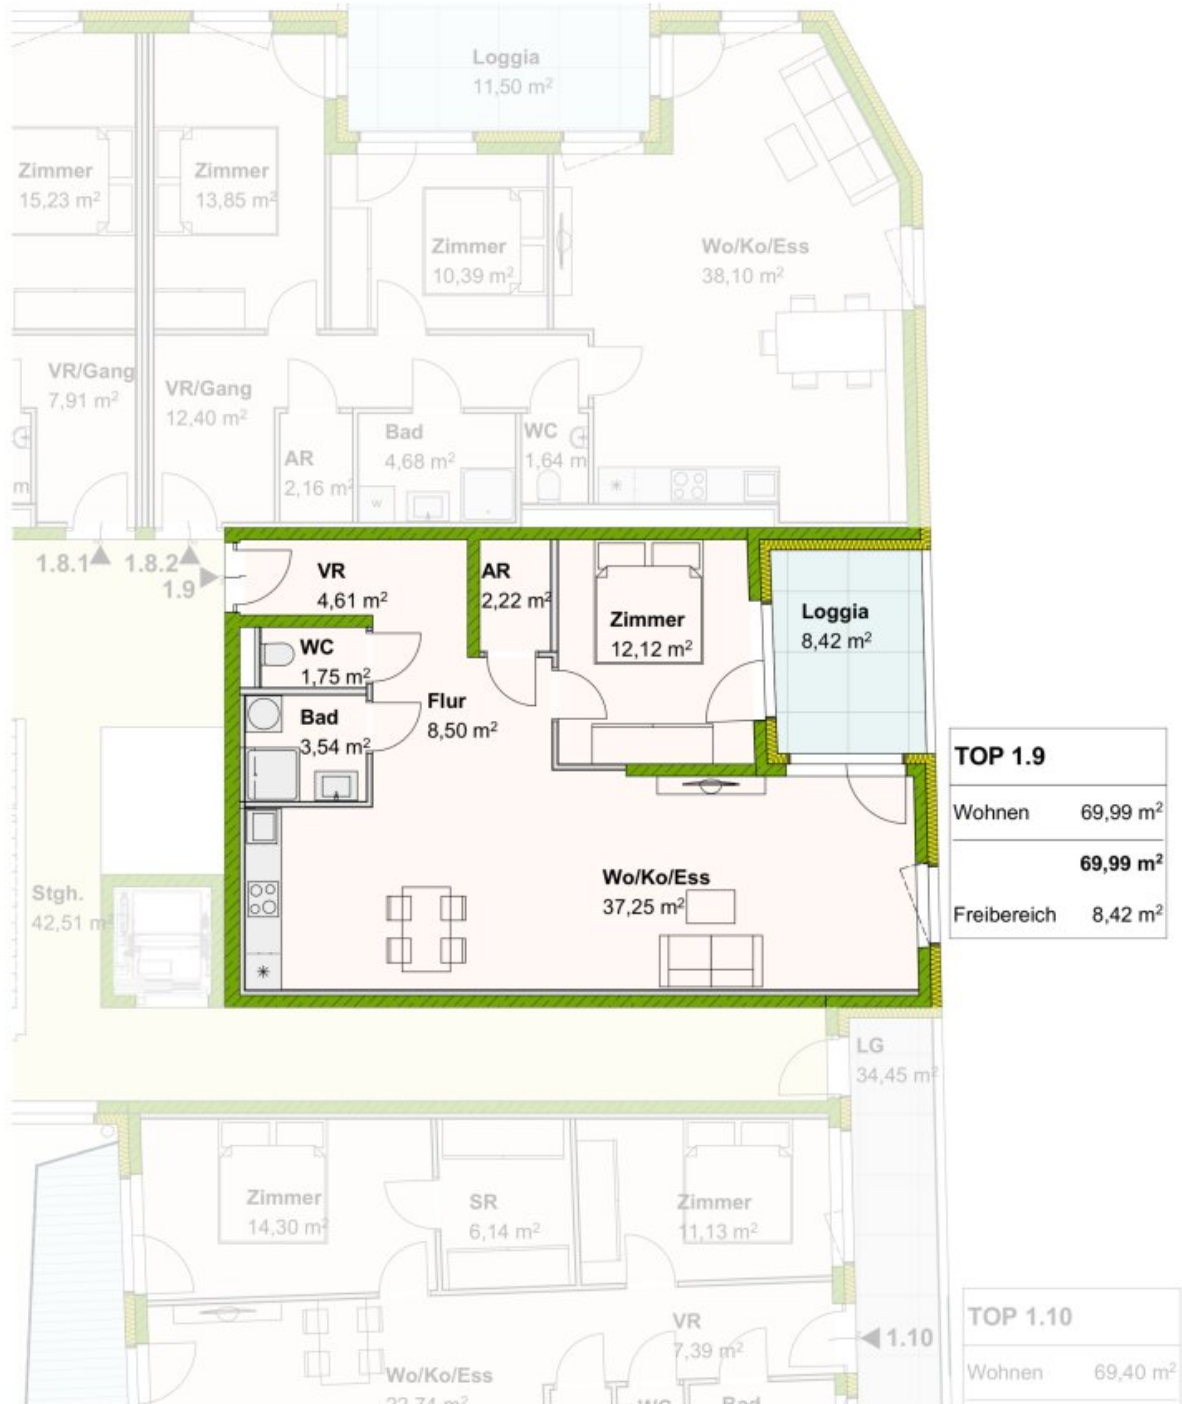 Loggia
11,50 m²
Zimmer
15,23 m²
Zimmer
13,85 m²
Zimmer
10,39 m²
Wo/Ko/Ess
38,10 m²
VR/Gang
7,91 m²
VR/Gang
12,40 m²
AR
2,16 m²
Bad
4,68 m²
WC
1,64 m
W
m
1.8.1
1.8.2
1.9
VR
4,61 m²
AR
2,22 m²
Zimmer
12,12 m²
Loggia
8,42 m²
WC
1,75 m²
Bad
3,54 m²
Flur
8,50 m²
Wo/Ko/Ess
37,25 m²
Stgh.
42,51 m²
TOP 1.9
Wohnen 69,99 m²
69,99 m²
Freibereich 8,42 m²
LG
34,45 m²
Zimmer
14,30 m²
SR
6,14 m²
Zimmer
11,13 m²
VR
7,39 m²
1.10
Wo/Ko/Ess
TOP 1.10
Wohnen 69,40 m²
WC
Bad